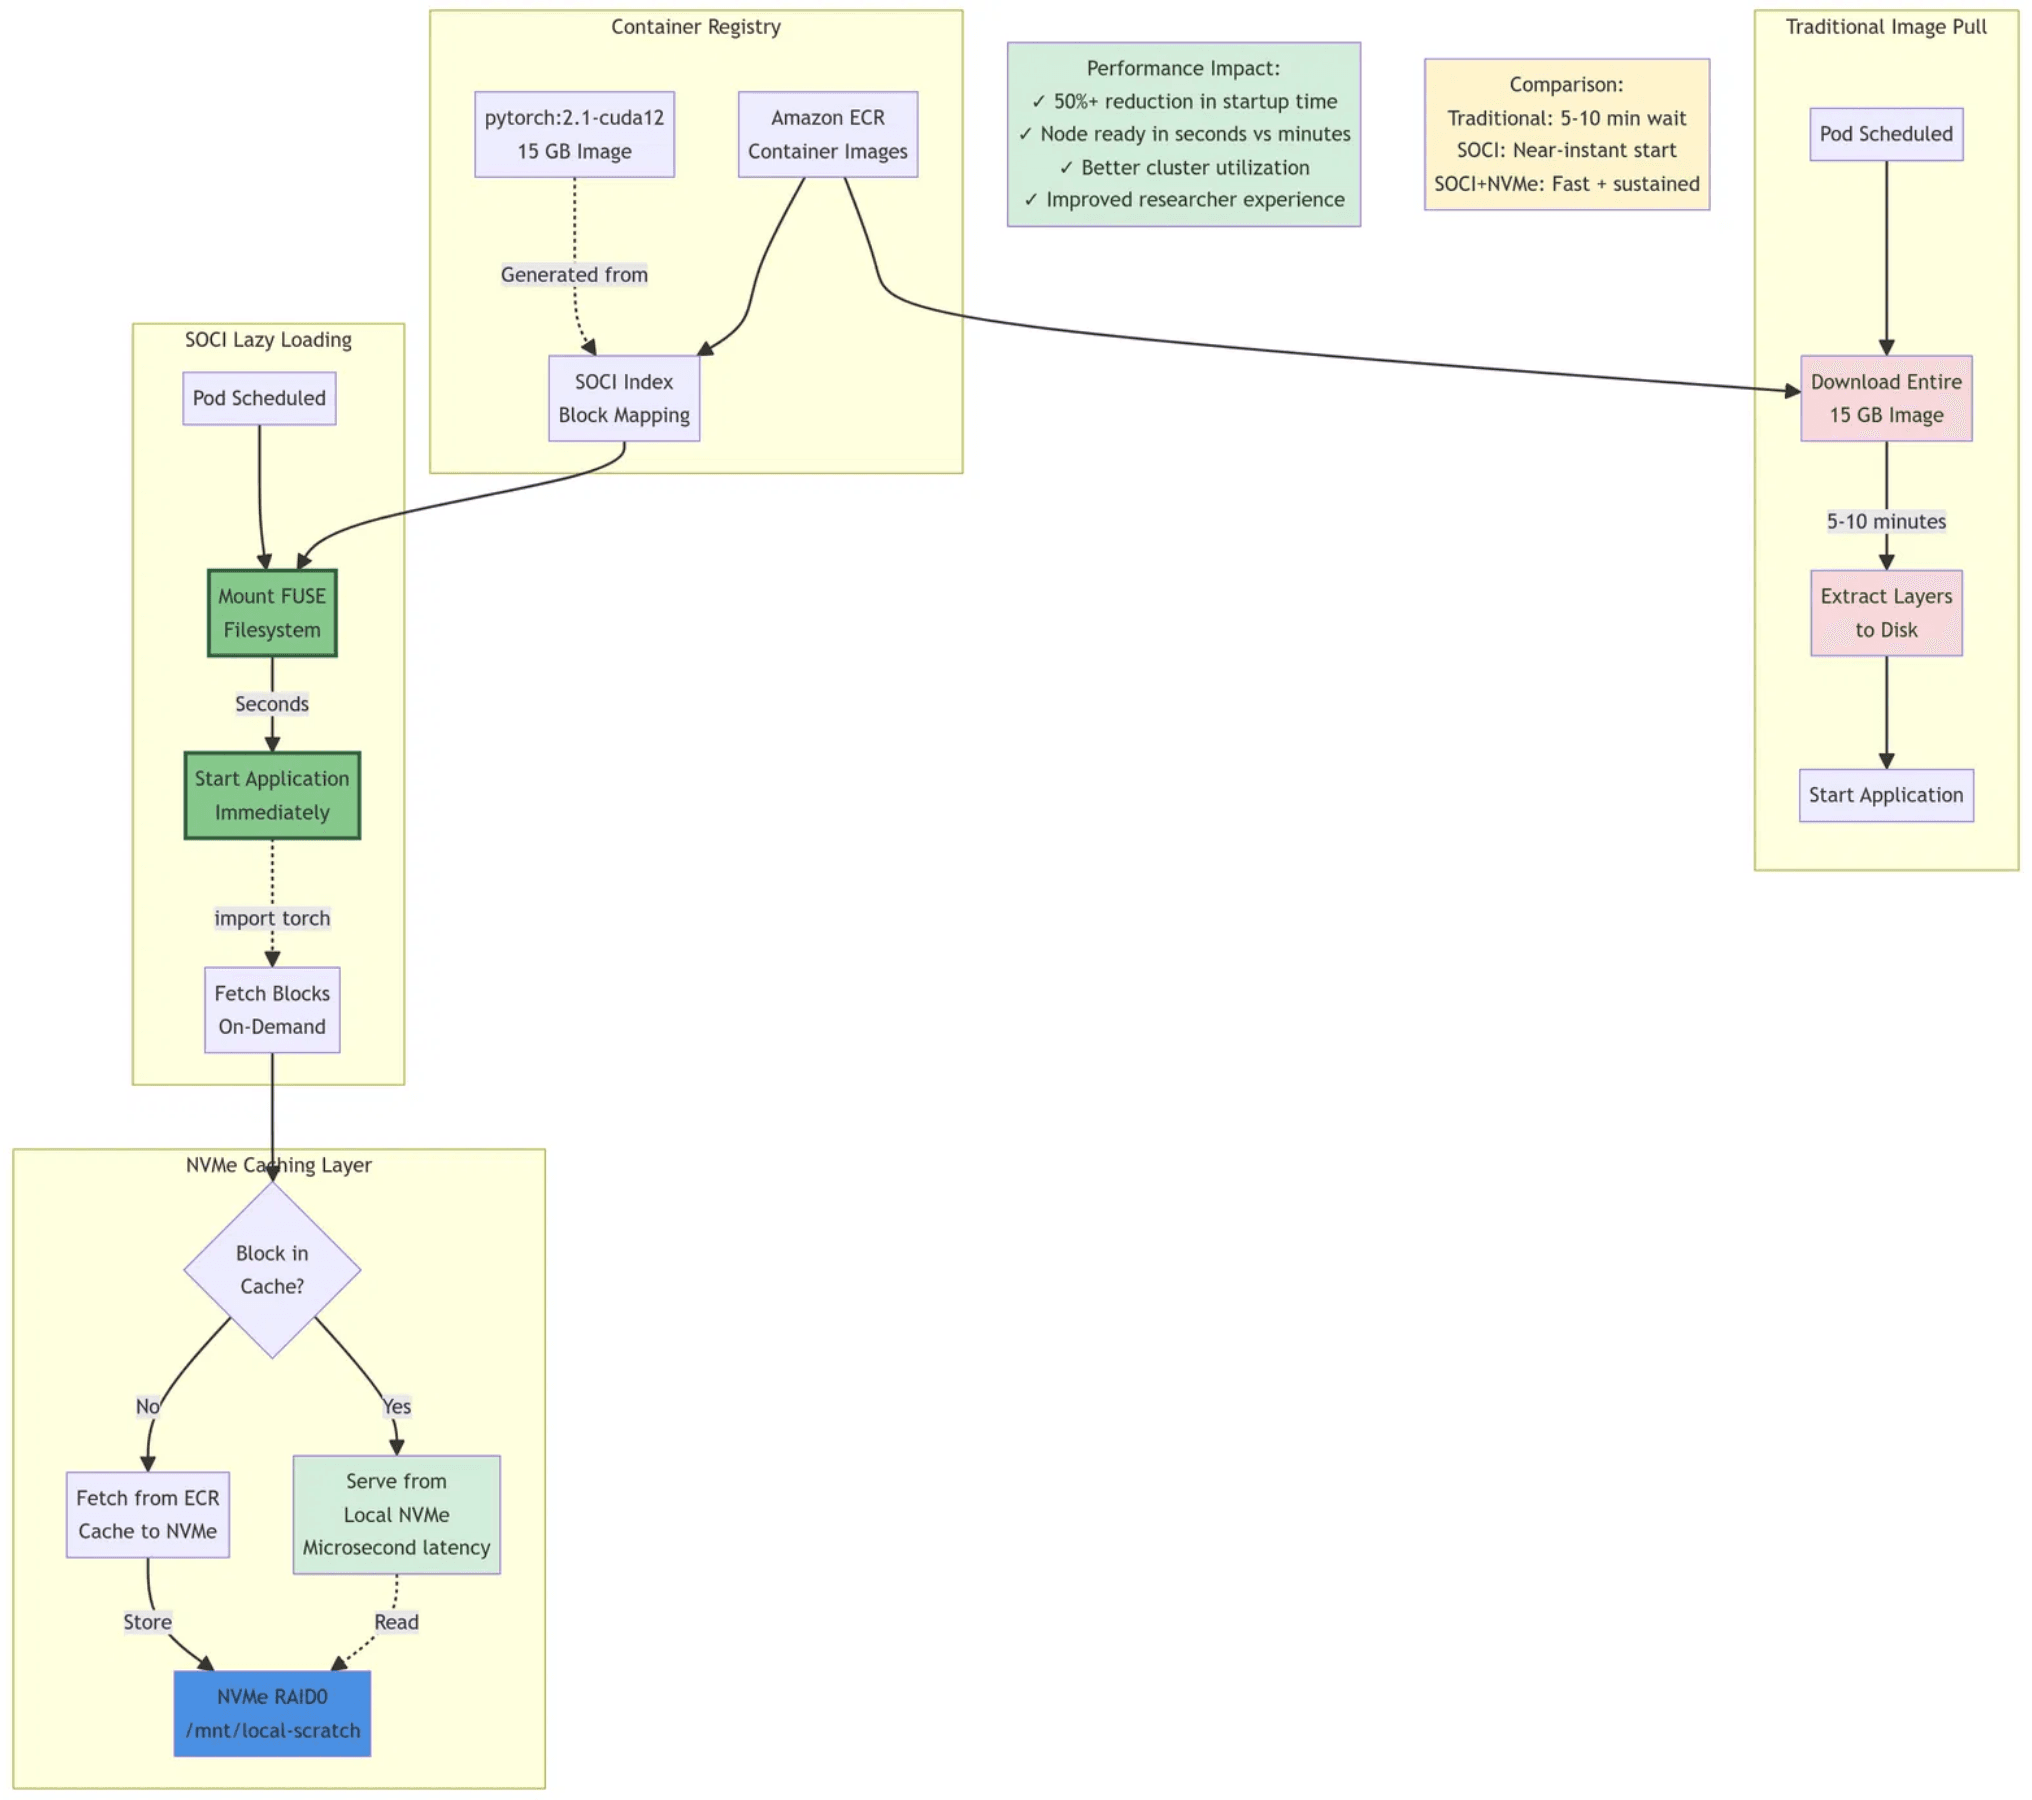 Container Registry
pytorch:2.1-cuda12
15 GB Image
Amazon ECR
Container Images
Generated from
SOCI Index
Block Mapping
Performance Impact:
✓ 50%+ reduction in startup time
✓ Node ready in seconds vs minutes
✓ Better cluster utilization
✓ Improved researcher experience
Comparison:
Traditional: 5-10 min wait
SOCI: Near-instant start
SOCI+NVMe: Fast + sustained
Traditional Image Pull
Pod Scheduled
Download Entire
15 GB Image
5-10 minutes
Extract Layers
to Disk
Start Application
SOCI Lazy Loading
Pod Scheduled
Mount FUSE
Filesystem
Seconds
Start Application
Immediately
import torch
Fetch Blocks
On-Demand
NVMe Caching Layer
Block in
Cache?
No
Yes
Fetch from ECR
Cache to NVMe
Serve from
Local NVMe
Microsecond latency
Store
Read
NVMe RAID0
/mnt/local-scratch